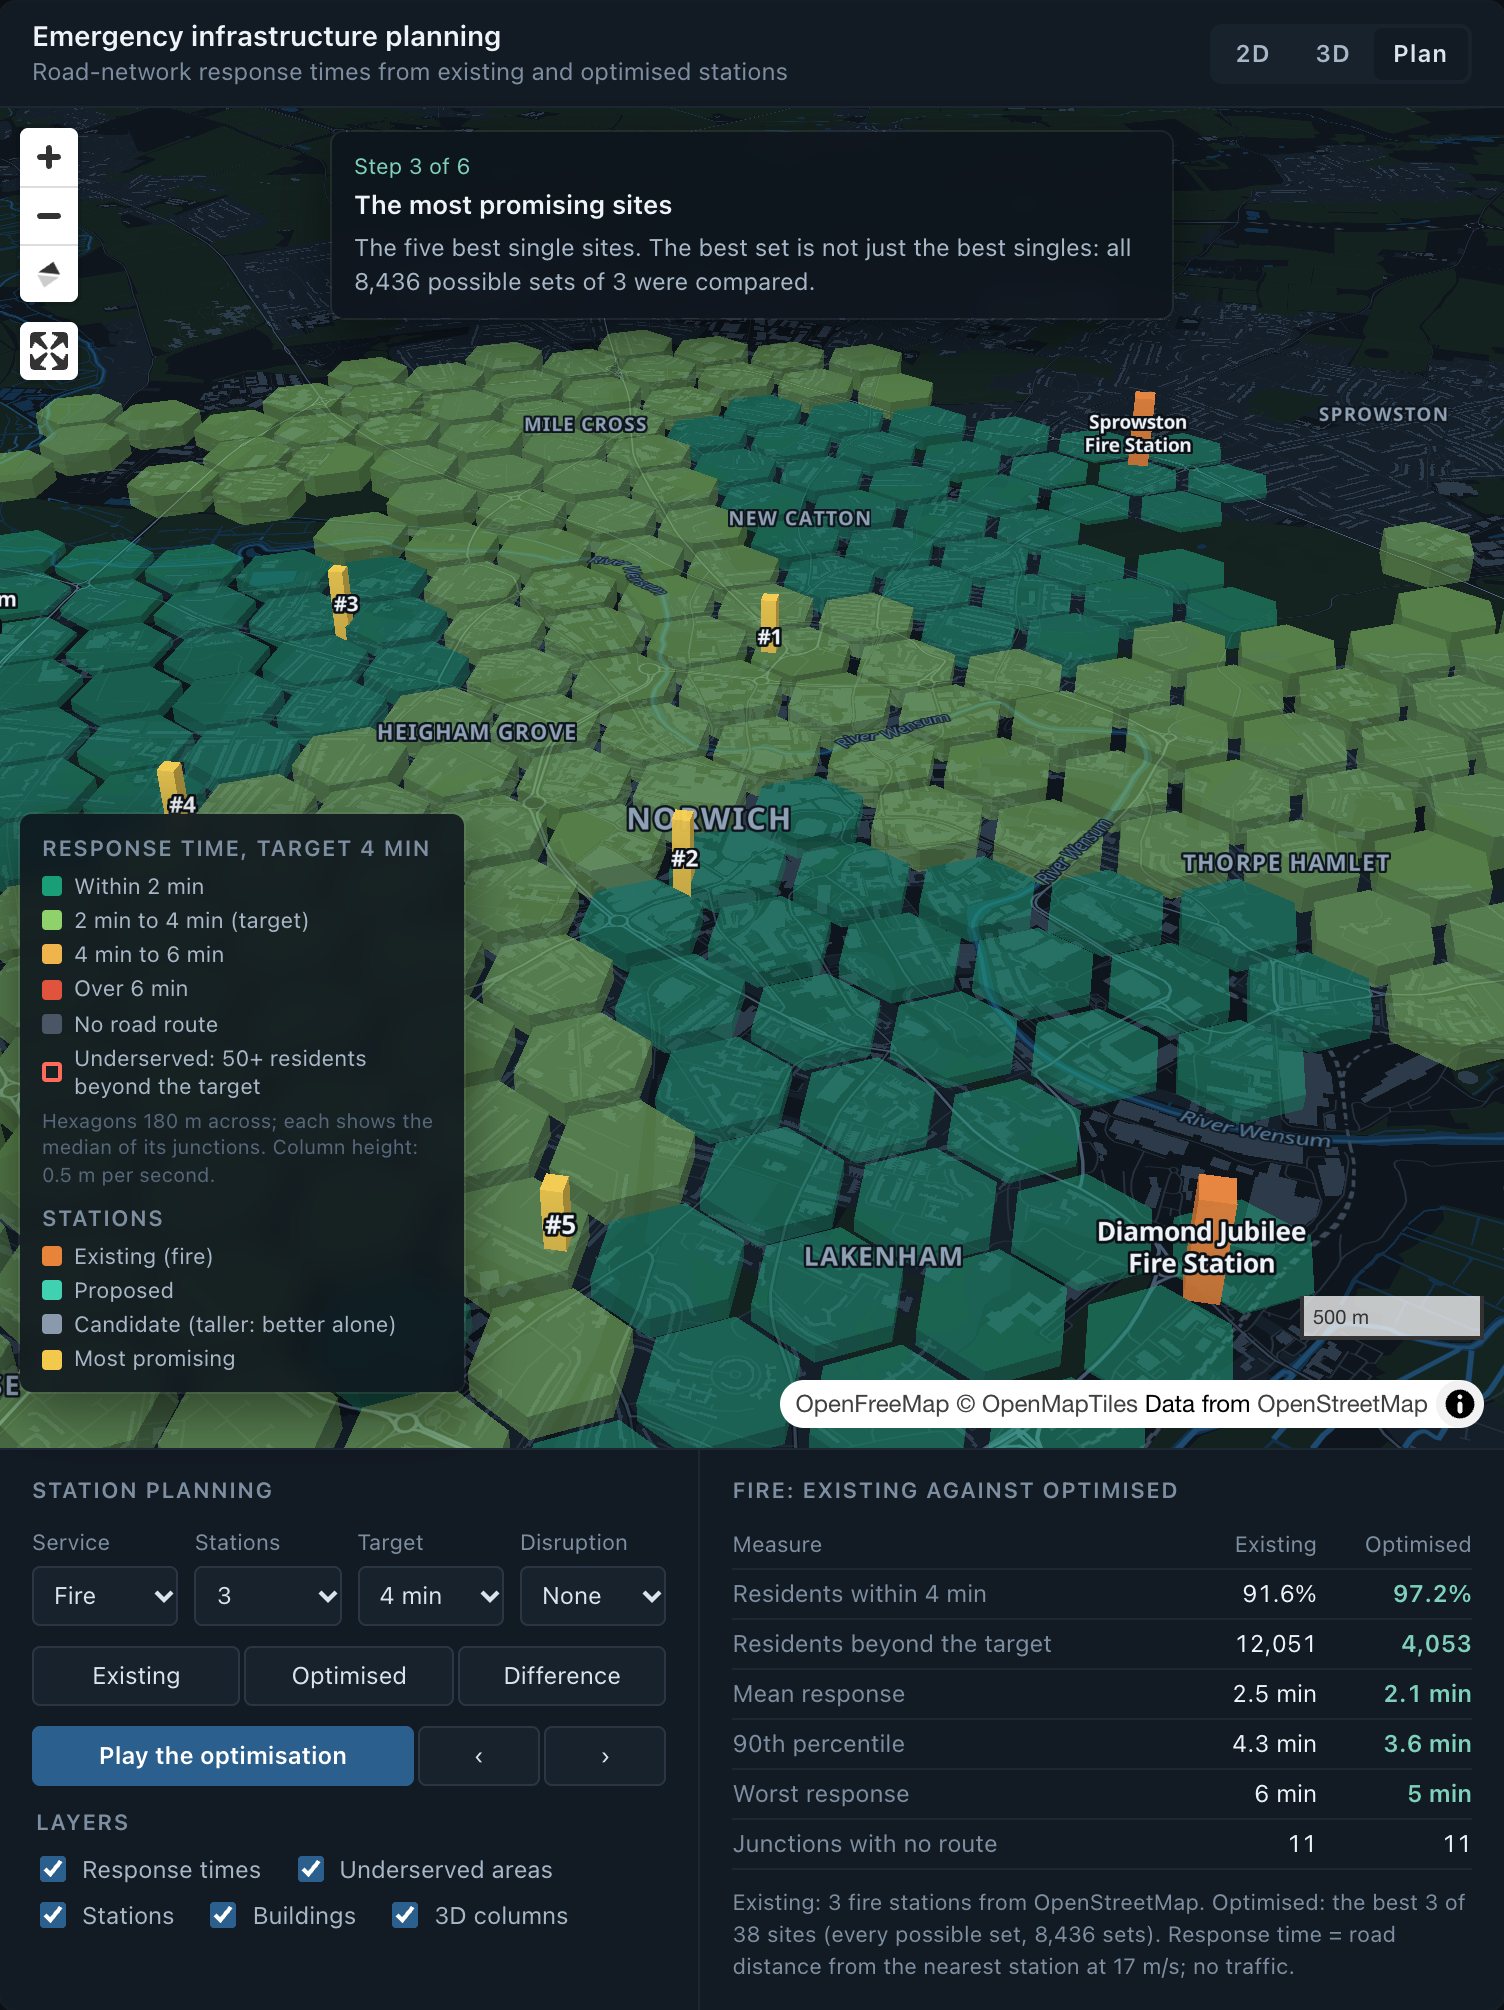 Emergency infrastructure planning
Road-network response times from existing and optimised stations
2D
3D
Plan
Step 3 of 6
The most promising sites
The five best single sites. The best set is not just the best singles: all
8,436 possible sets of 3 were compared.
MILE CROSS
Sprowston
Fire Station
SPROWSTON
NEW CATTON
River Wensum
m
#3
#1
HEIGHAM GROVE
River Wensum
#4
NORWICH
#2
River Wensum
THORPE HAMLET
RESPONSE TIME, TARGET 4 MIN
Within 2 min
2 min to 4 min (target)
4 min to 6 min
Over 6 min
No road route
Underserved: 50+ residents
beyond the target
Hexagons 180 m across; each shows the
median of its junctions. Column height:
0.5 m per second.
STATIONS
Existing (fire)
Proposed
Candidate (taller: better alone)
Most promising
River Wensum
#5
LAKENHAM
Diamond Jubilee
Fire Station
500 m
SE
OpenFreeMap © OpenMapTiles Data from OpenStreetMap
STATION PLANNING
Service
Stations
Target
Disruption
Fire
3
4 min
None
Existing
Optimised
Difference
Play the optimisation
‹
›
LAYERS
Response times
Underserved areas
Stations
Buildings
3D columns
FIRE: EXISTING AGAINST OPTIMISED
Measure Existing Optimised
Residents within 4 min 91.6% 97.2%
Residents beyond the target 12,051 4,053
Mean response 2.5 min 2.1 min
90th percentile 4.3 min 3.6 min
Worst response 6 min 5 min
Junctions with no route 11 11
Existing: 3 fire stations from OpenStreetMap. Optimised: the best 3 of
38 sites (every possible set, 8,436 sets). Response time = road
distance from the nearest station at 17 m/s; no traffic.